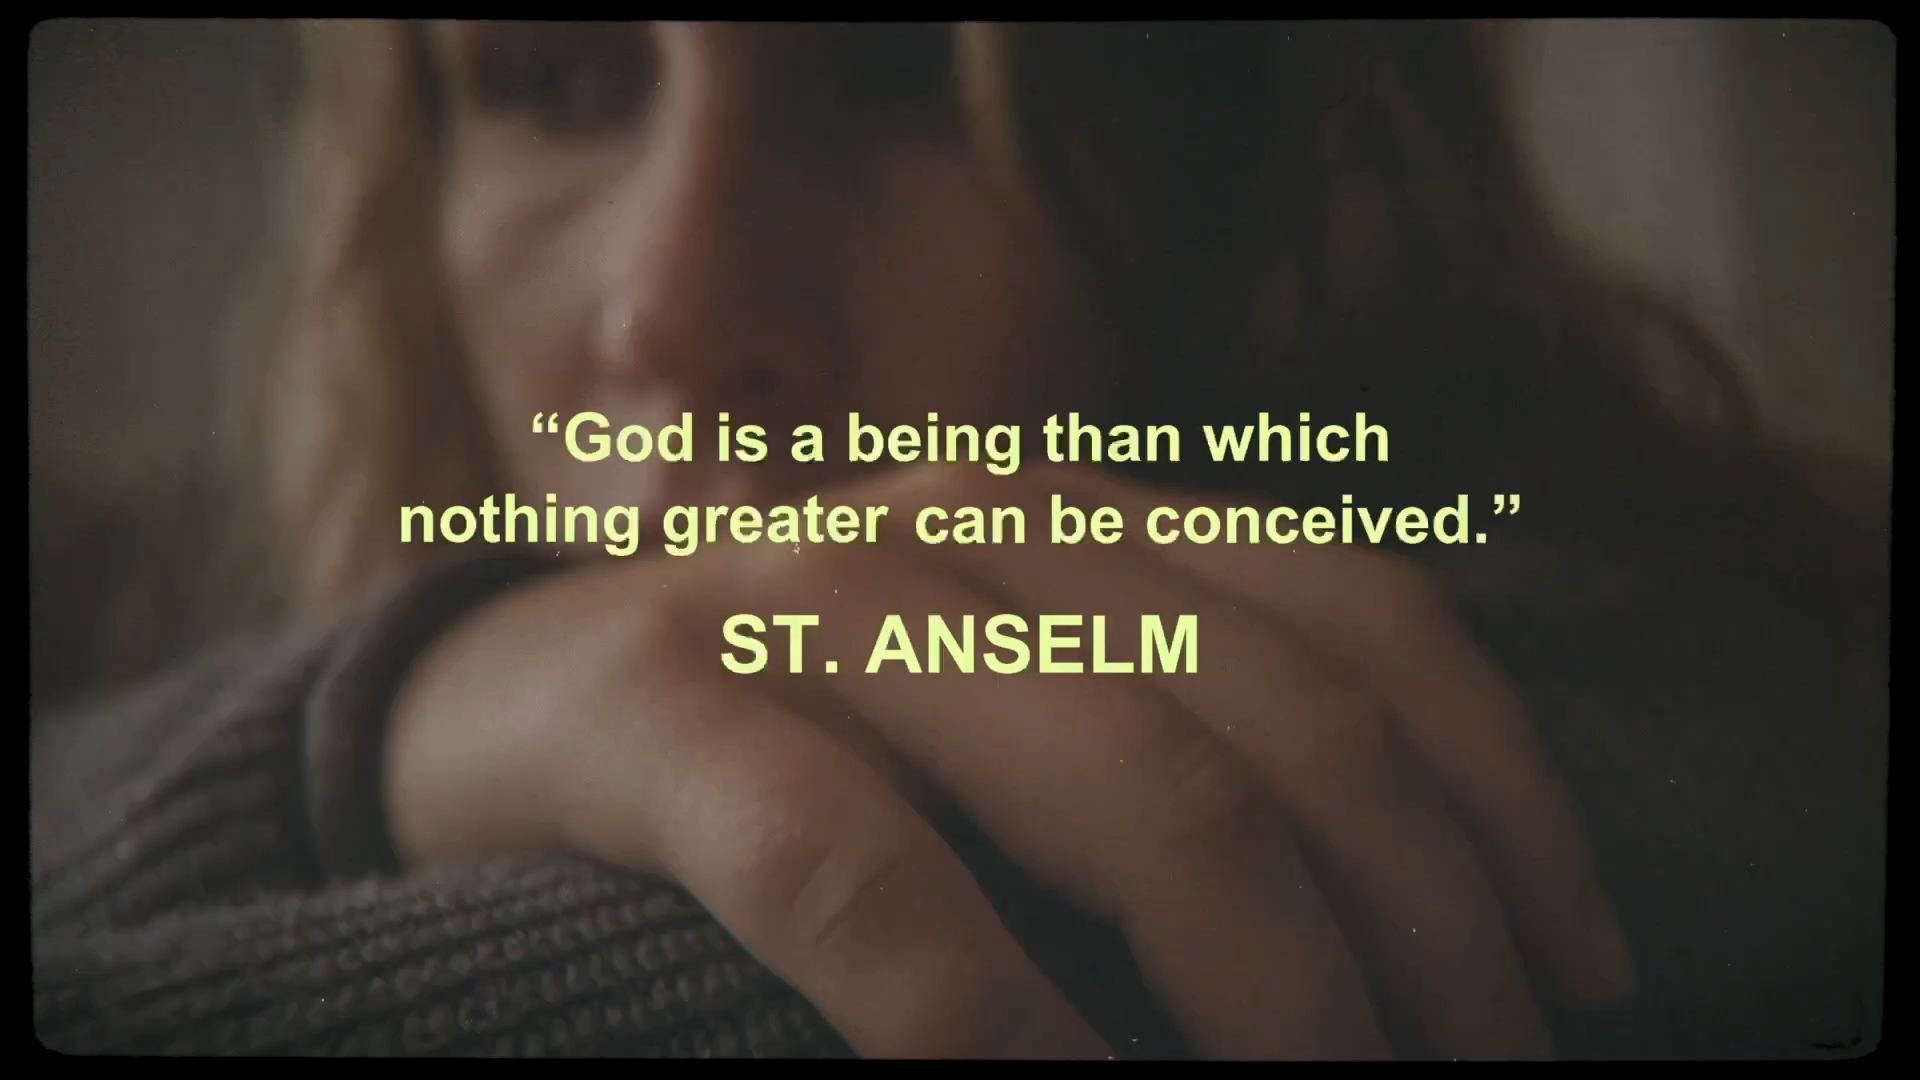 “God is a being than which
nothing greater can be conceived.”
ST. ANSELM